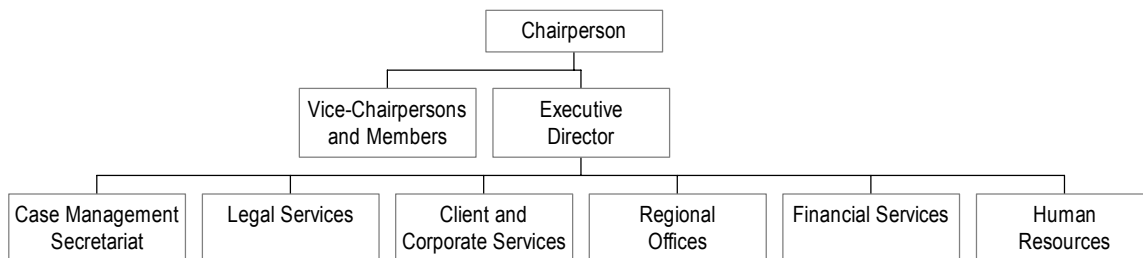 Chairperson
Vice-Chairpersons
and Members
Executive
Director
Case Management
Secretariat
Legal Services
Client and
Corporate Services
Regional
Offices
Financial Services
Human
Resources